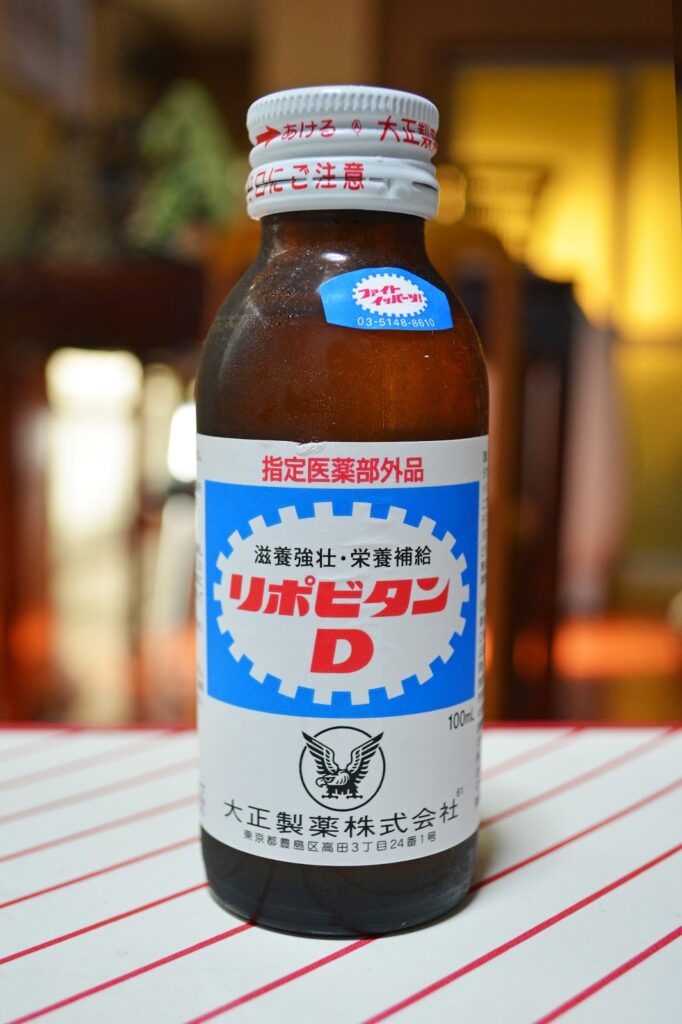 あける 大正製
口にご注意
ファイト
イッパーツ!
03-5148-8610
指定医薬部外品
滋養強壮・栄養補給
リポビタン
D
100mL
61
大正製薬株式会社
東京都豊島区高田3丁目24番1号